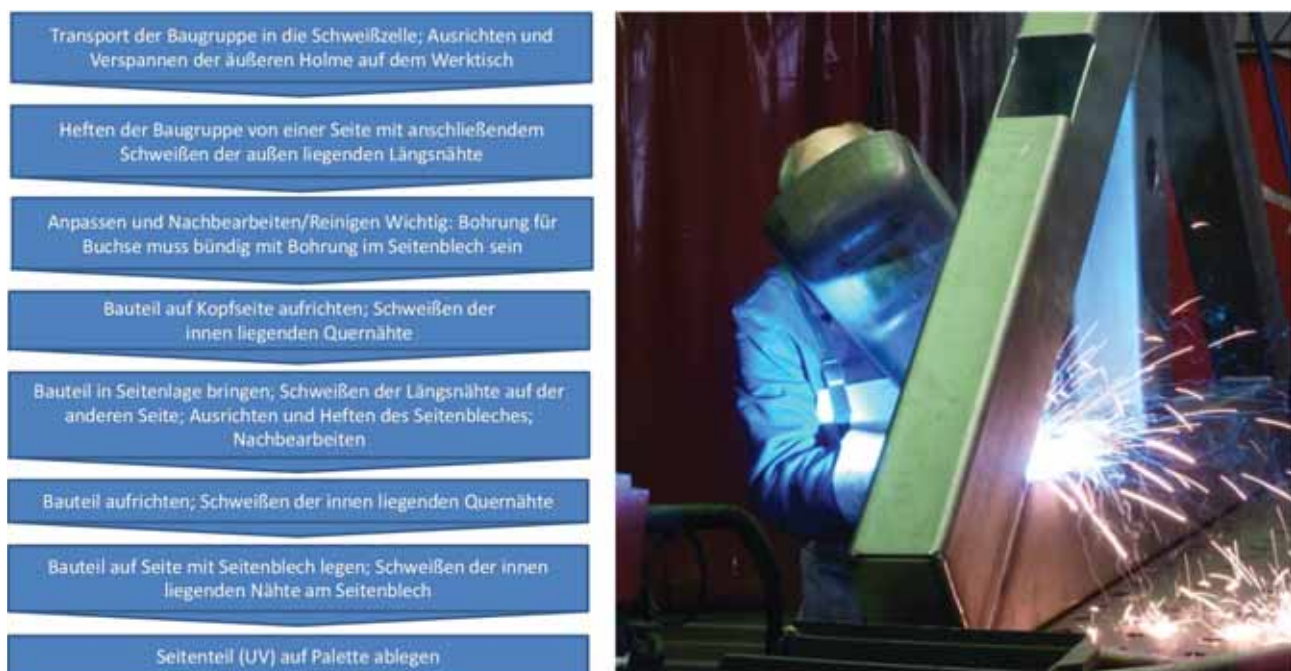 Transport der Baugruppe in die Schweißzelle; Ausrichten und
Verspannen der äußeren Holme auf dem Werktisch
Heften der Baugruppe von einer Seite mit anschließendem
Schweißen der außen liegenden Längsnähte
Anpassen und Nachbearbeiten/Reinigen Wichtig: Bohrung für
Buchse muss bündig mit Bohrung im Seitenblech sein
Bauteil auf Kopfseite aufrichten; Schweißen der
innen liegenden Quernähte
Bauteil in Seitenlage bringen; Schweißen der Längsnähte auf der
anderen Seite; Ausrichten und Heften des Seitenbleches;
Nachbearbeiten
Bauteil aufrichten; Schweißen der innen liegenden Quernähte
Bauteil auf Seite mit Seitenblech legen; Schweißen der innen
liegenden Nähte am Seitenblech
Seitenteil (UV) auf Palette ablegen